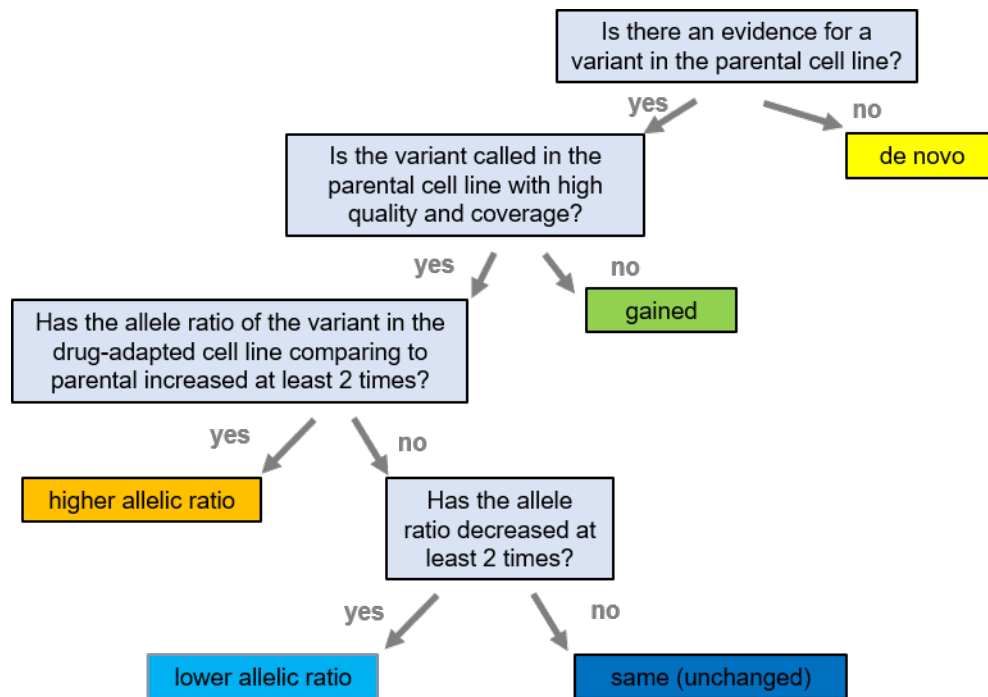 Is there an evidence for a
variant in the parental cell line?
yes
no
de novo
Is the variant called in the
parental cell line with high
quality and coverage?
yes
no
gained
Has the allele ratio of the variant in the
drug-adapted cell line comparing to
parental increased at least 2 times?
yes
no
higher allelic ratio
Has the allele
ratio decreased at
least 2 times?
yes
no
lower allelic ratio
same (unchanged)